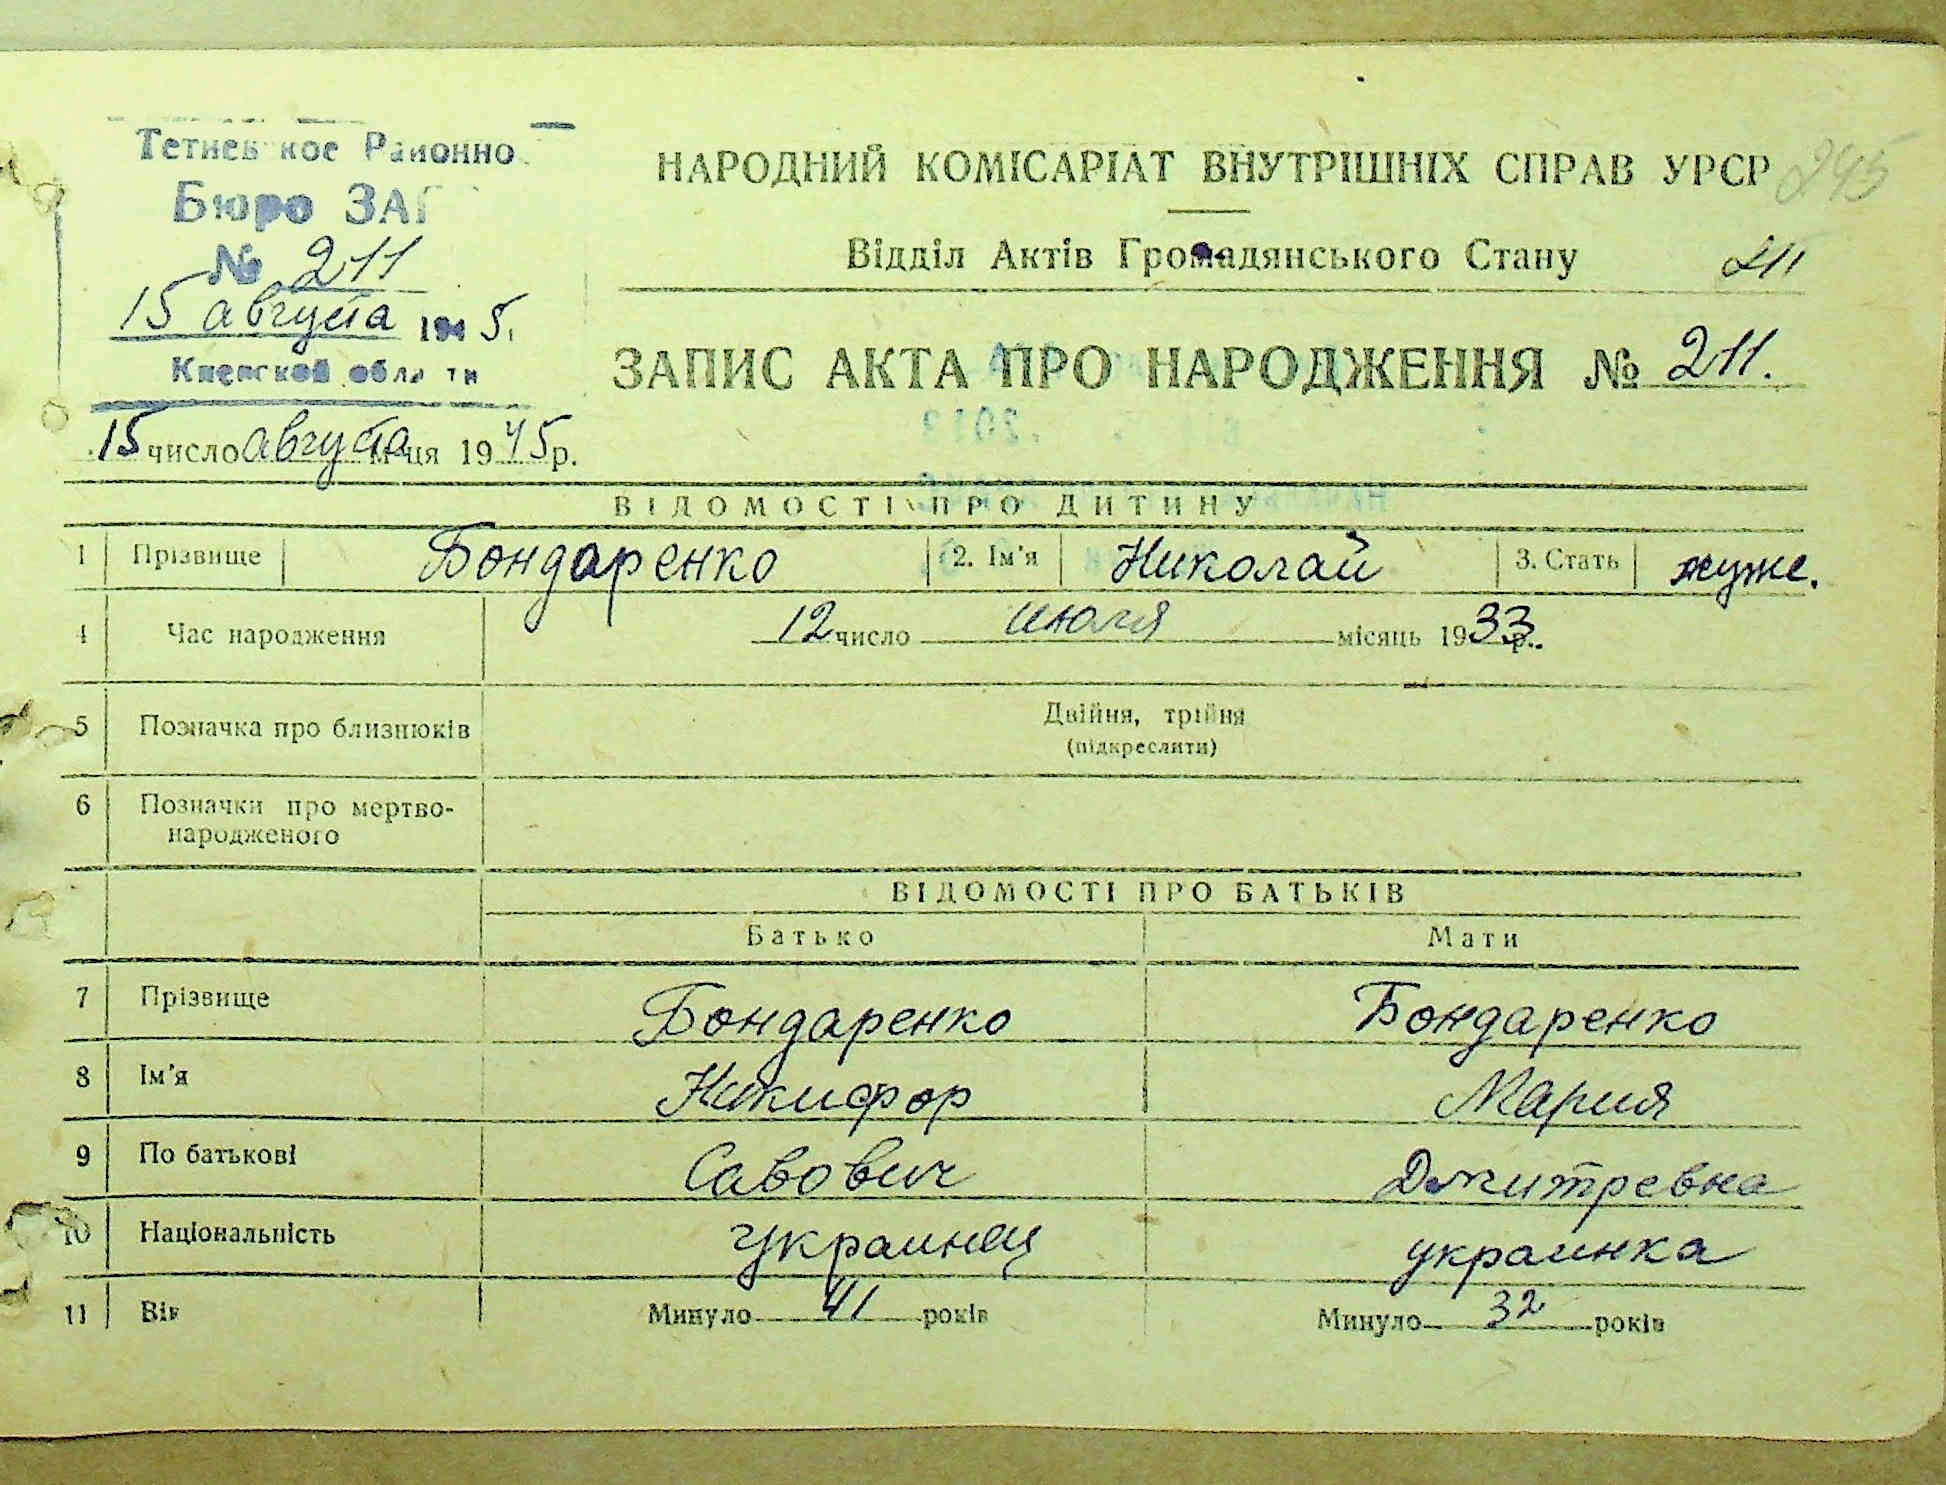 Тетиевское Районно
Бюро ЗАГ
№ 211
15 августа 1945.
Киевской области
15 число августа м-ця 1945 р.
НАРОДНИЙ КОМІСАРІАТ ВНУТРІШНІХ СПРАВ УРСР 245
Відділ Актів Громадянського Стану 211
ЗАПИС АКТА ПРО НАРОДЖЕННЯ № 211.
ВІДОМОСТІ ПРО ДИТИНУ
1 Прізвище Бондаренко 2. Ім'я Николай 3. Стать муже.
4 Час народження 12 число июля місяць 1933 р.
5 Позначка про близнюків Двійня, трійня
(підкреслити)
6 Позначки про мертво-
народженого
ВІДОМОСТІ ПРО БАТЬКІВ
Батько Мати
7 Прізвище Бондаренко Бондаренко
8 Ім'я Никифор Мария
9 По батькові Савович Дмитревна
10 Національність украинец украинка
11 Вік Минуло 41 років Минуло 32 років